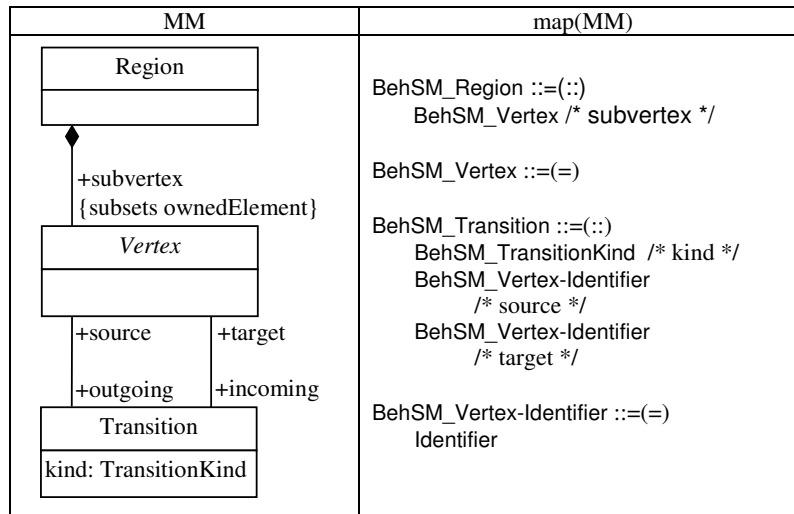 MM
map(MM)
Region
+subvertex
{subsets ownedElement}
Vertex
+source
+target
+outgoing
+incoming
Transition
kind: TransitionKind
BehSM_Region ::=(::)
BehSM_Vertex /* subvertex */
BehSM_Vertex ::=(=)
BehSM_Transition ::=(::)
BehSM_TransitionKind /* kind */
BehSM_Vertex-Identifier
/* source */
BehSM_Vertex-Identifier
/* target */
BehSM_Vertex-Identifier ::=(=)
Identifier